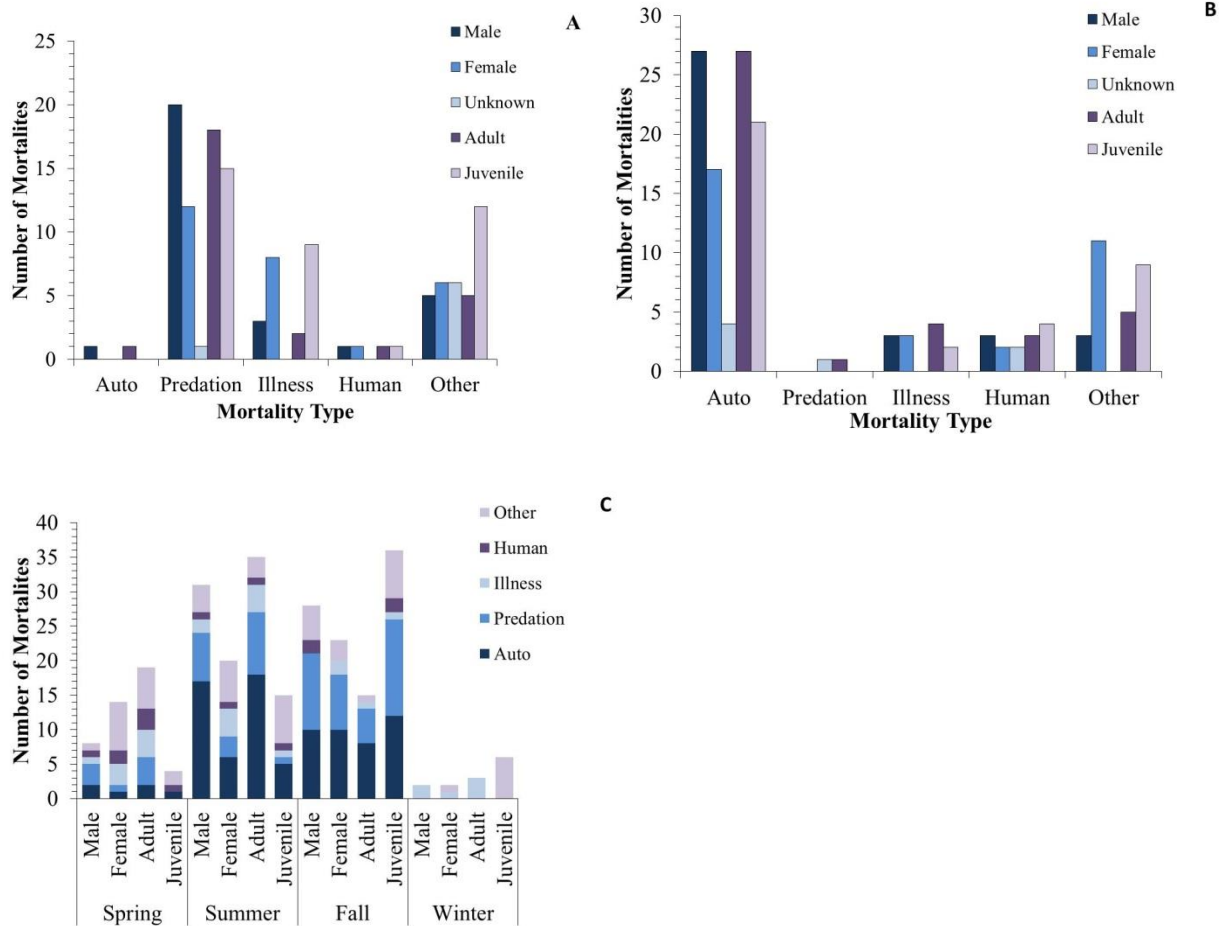 A
Number of Mortalites
25
20
15
10
5
0
Auto Predation Illness Human Other
Mortality Type
Male
Female
Unknown
Adult
Juvenile
B
Number of Mortalities
30
25
20
15
10
5
0
Auto Predation Illness Human Other
Mortality Type
Male
Female
Unknown
Adult
Juvenile
C
Number of Mortalites
40
35
30
25
20
15
10
5
0
Male Female Adult Juvenile Male Female Adult Juvenile Male Female Adult Juvenile Male Female Adult Juvenile
Spring Summer Fall Winter
Other
Human
Illness
Predation
Auto